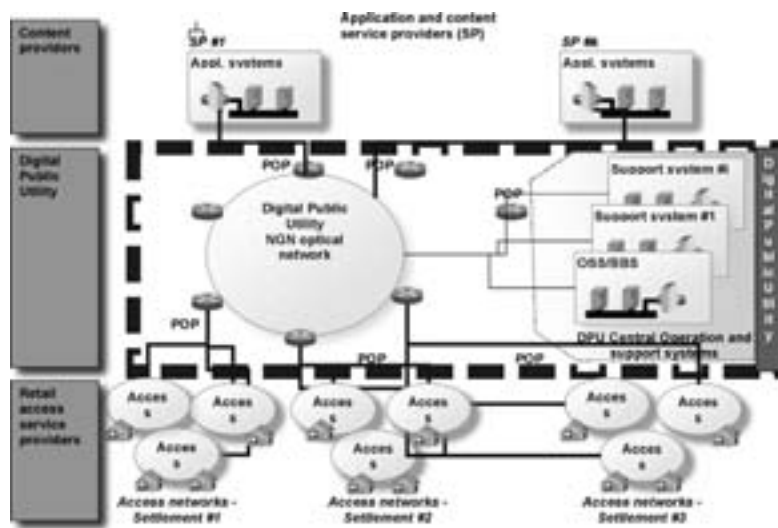 Application and content
service providers (SP)
Content
providers
SP #1
Appl. systems
Appl. systems
Digital
Public
Utility
POP
POP
POP
Digital Public
Utility
NGN optical
network
Support system #i
Support system #1
OSS/BBS
POP
DPU Central Operation and
support systems
POP
POP
Retail
access
service
providers
Acces
s
Acces
s
Acces
s
Acces
s
Acces
s
Acces
s
Acces
s
Acces
s
Acces
s
Access networks -
Settlement #1
Access networks -
Settlement #2
Access networks -
Settlement #3